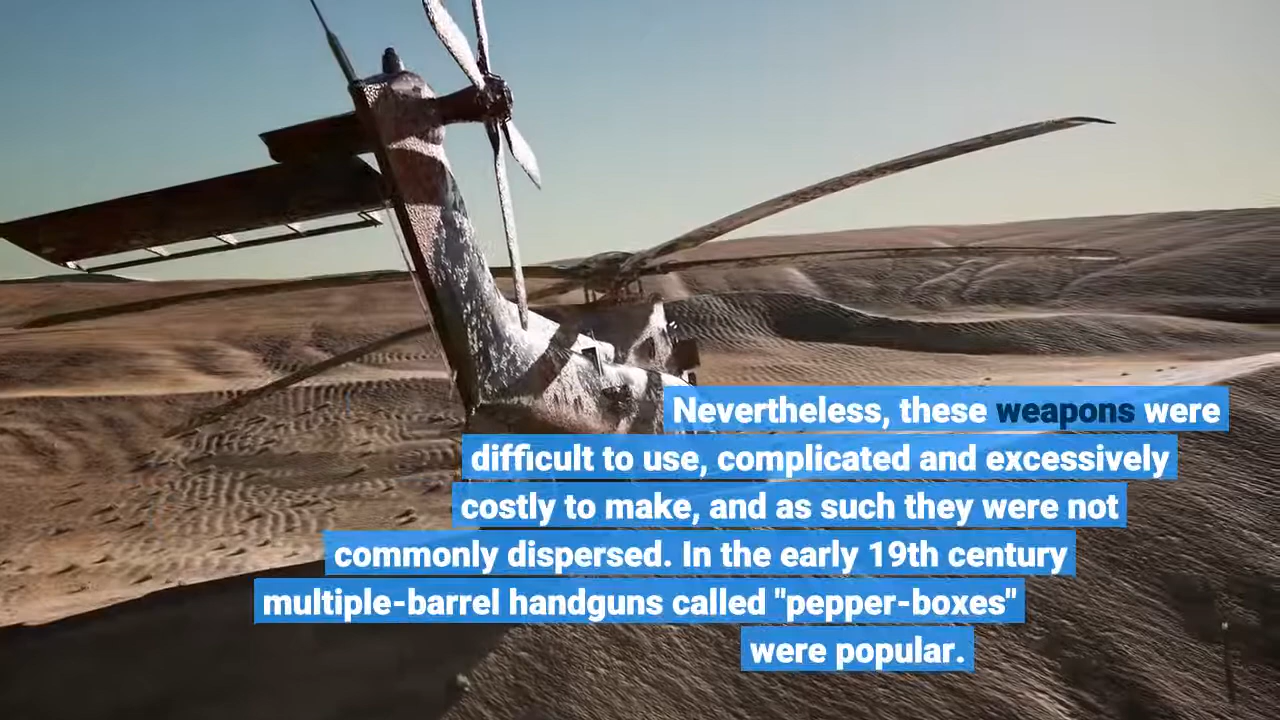 Nevertheless, these weapons were
difficult to use, complicated and excessively
costly to make, and as such they were not
commonly dispersed. In the early 19th century
multiple-barrel handguns called "pepper-boxes"
were popular.